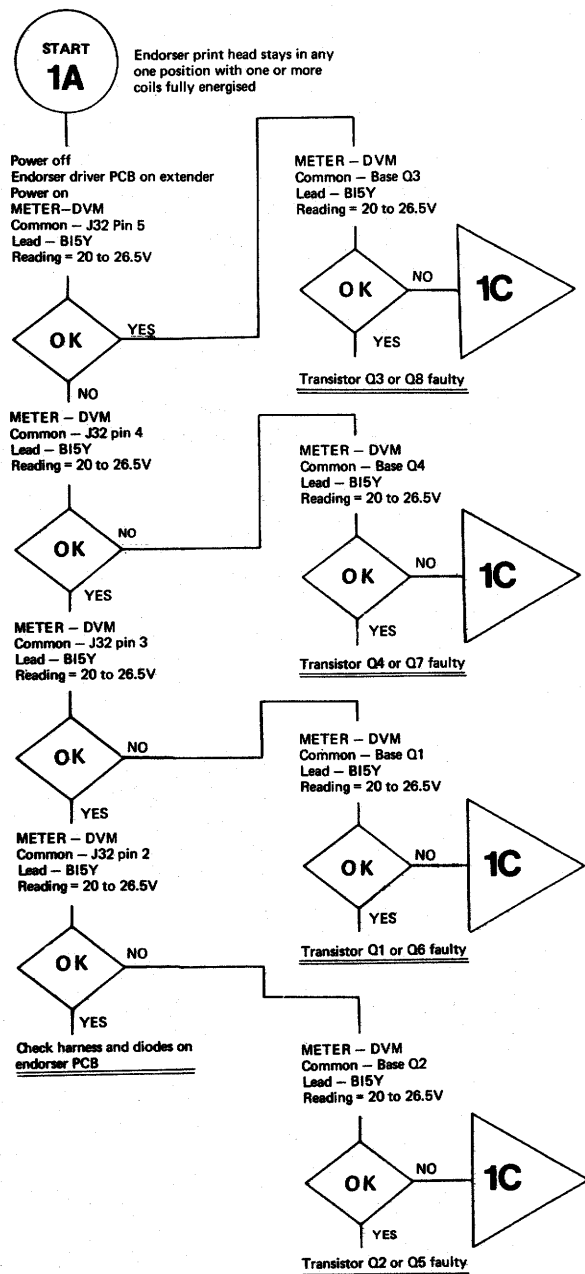 START
1A
Endorser print head stays in any
one position with one or more
coils fully energised
Power off
Endorser driver PCB on extender
Power on
METER–DVM
Common – J32 Pin 5
Lead – BI5Y
Reading = 20 to 26.5V
OK
YES
NO
METER – DVM
Common – Base Q3
Lead – BI5Y
Reading = 20 to 26.5V
OK
NO
1C
YES
Transistor Q3 or Q8 faulty
METER – DVM
Common – J32 pin 4
Lead – BI5Y
Reading = 20 to 26.5V
OK
NO
YES
METER – DVM
Common – Base Q4
Lead – BI5Y
Reading = 20 to 26.5V
OK
NO
1C
YES
Transistor Q4 or Q7 faulty
METER – DVM
Common – J32 pin 3
Lead – BI5Y
Reading = 20 to 26.5V
OK
NO
YES
METER – DVM
Common – Base Q1
Lead – BI5Y
Reading = 20 to 26.5V
OK
NO
1C
YES
Transistor Q1 or Q6 faulty
METER – DVM
Common – J32 pin 2
Lead – BI5Y
Reading = 20 to 26.5V
OK
NO
YES
Check harness and diodes on
endorser PCB
METER – DVM
Common – Base Q2
Lead – BI5Y
Reading = 20 to 26.5V
OK
NO
1C
YES
Transistor Q2 or Q5 faulty